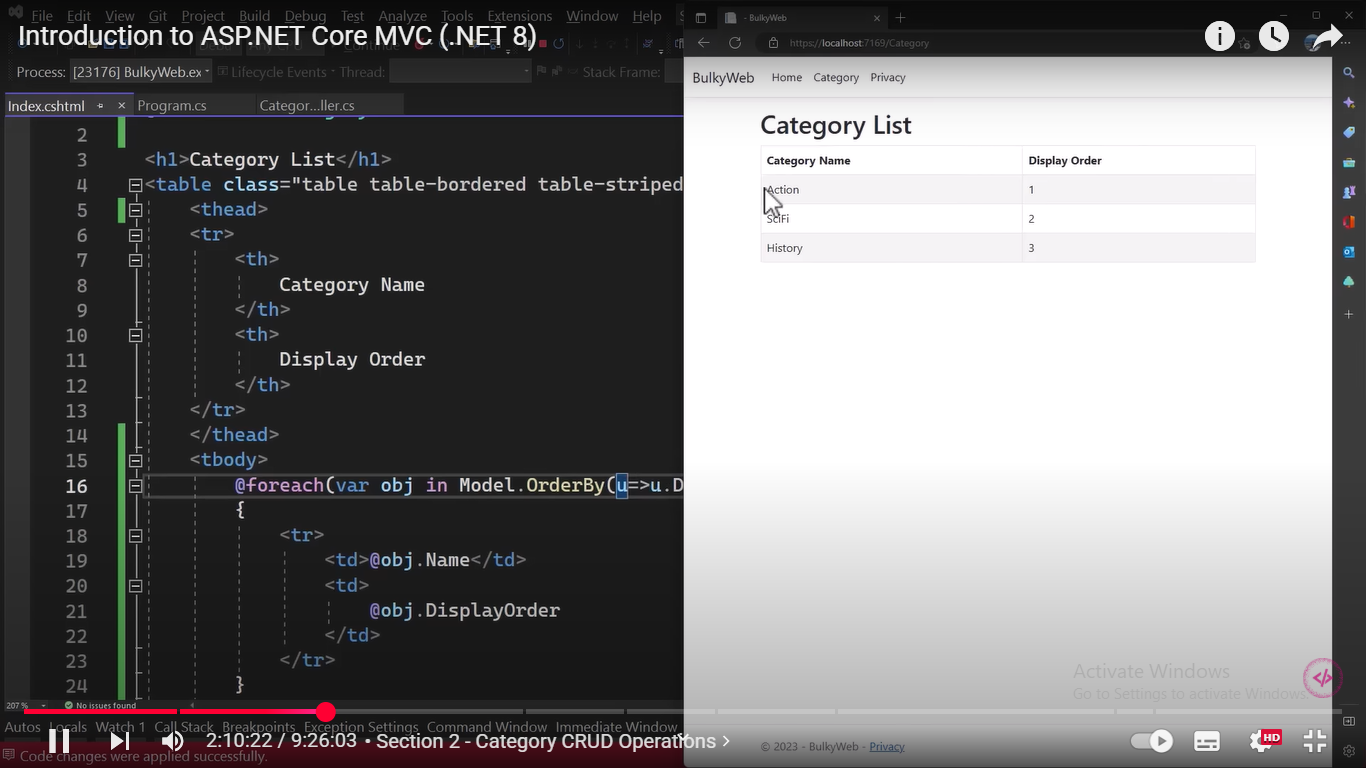 File Edit View Git Project Build Debug Test Analyze Tools Extensions Window Help
Introduction to ASP.NET Core MVC (.NET 8)
Process: [23176] BulkyWeb.ex Lifecycle Events Thread: Stack Frame:
Index.cshtml Program.cs Categor...ller.cs
2
3 <h1>Category List</h1>
4 <table class="table table-bordered table-striped
5 <thead>
6 <tr>
7 <th>
8 Category Name
9 </th>
10 <th>
11 Display Order
12 </th>
13 </tr>
14 </thead>
15 <tbody>
16 @foreach(var obj in Model.OrderBy(u=>u.D
17 {
18 <tr>
19 <td>@obj.Name</td>
20 <td>
21 @obj.DisplayOrder
22 </td>
23 </tr>
24 }
207 % No issues found
Autos Locals Watch 1 Call Stack Breakpoints Exception Settings Command Window Immediate Window
2:10:22 / 9:26:03 • Section 2 - Category CRUD Operations
Code changes were applied successfully.
- BulkyWeb
https://localhost:7169/Category
BulkyWeb Home Category Privacy
Category List
Category Name Display Order
Action 1
SciFi 2
History 3
Activate Windows
Go to Settings to activate Windows.
</>
HD
© 2023 - BulkyWeb - Privacy